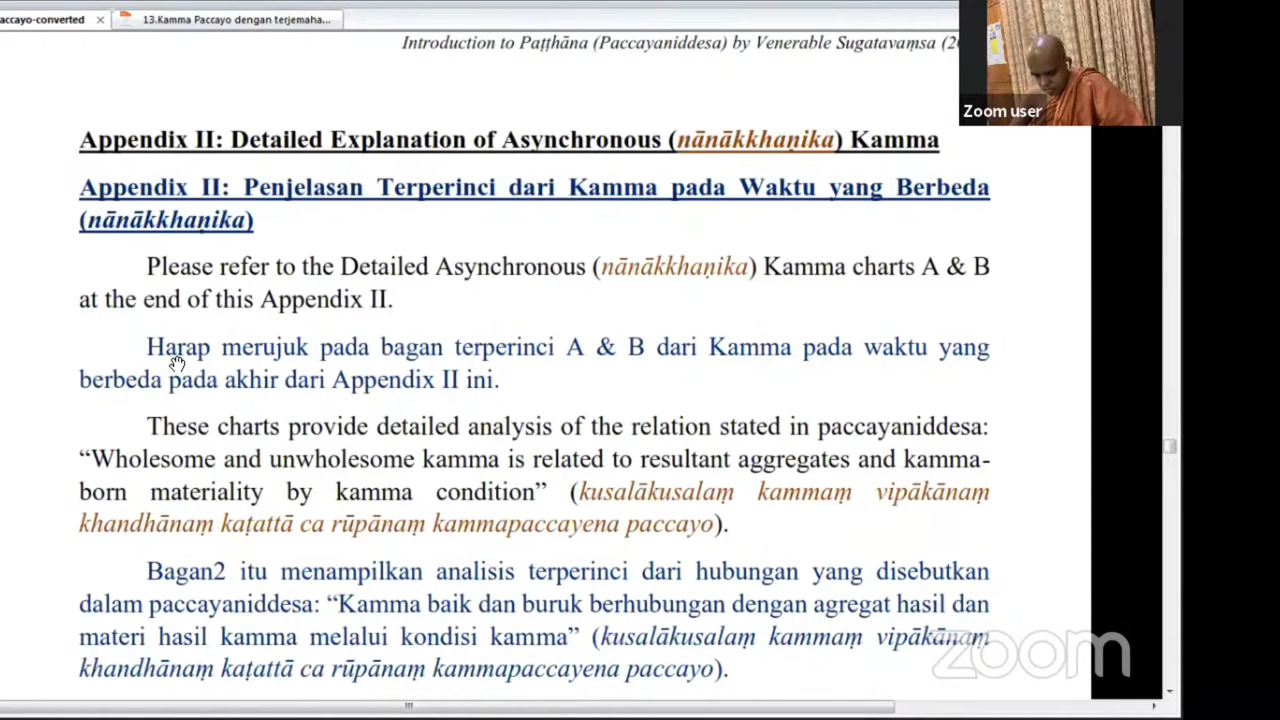 accayo-converted
13.Kamma Paccayo dengan terjemaha...
Introduction to Paṭṭhāna (Paccayaniddesa) by Venerable Sugatavaṃsa (20
Zoom user
Appendix II: Detailed Explanation of Asynchronous (nānākkhaṇika) Kamma
Appendix II: Penjelasan Terperinci dari Kamma pada Waktu yang Berbeda
(nānākkhaṇika)
Please refer to the Detailed Asynchronous (nānākkhaṇika) Kamma charts A & B
at the end of this Appendix II.
Harap merujuk pada bagan terperinci A & B dari Kamma pada waktu yang
berbeda pada akhir dari Appendix II ini.
These charts provide detailed analysis of the relation stated in paccayaniddesa:
“Wholesome and unwholesome kamma is related to resultant aggregates and kamma-
born materiality by kamma condition” (kusalākusalaṃ kammaṃ vipākānaṃ
khandhānaṃ kaṭattā ca rūpānaṃ kammapaccayena paccayo).
Bagan2 itu menampilkan analisis terperinci dari hubungan yang disebutkan
dalam paccayaniddesa: “Kamma baik dan buruk berhubungan dengan agregat hasil dan
materi hasil kamma melalui kondisi kamma” (kusalākusalaṃ kammaṃ vipākānaṃ
khandhānaṃ kaṭattā ca rūpānaṃ kammapaccayena paccayo).
zoom